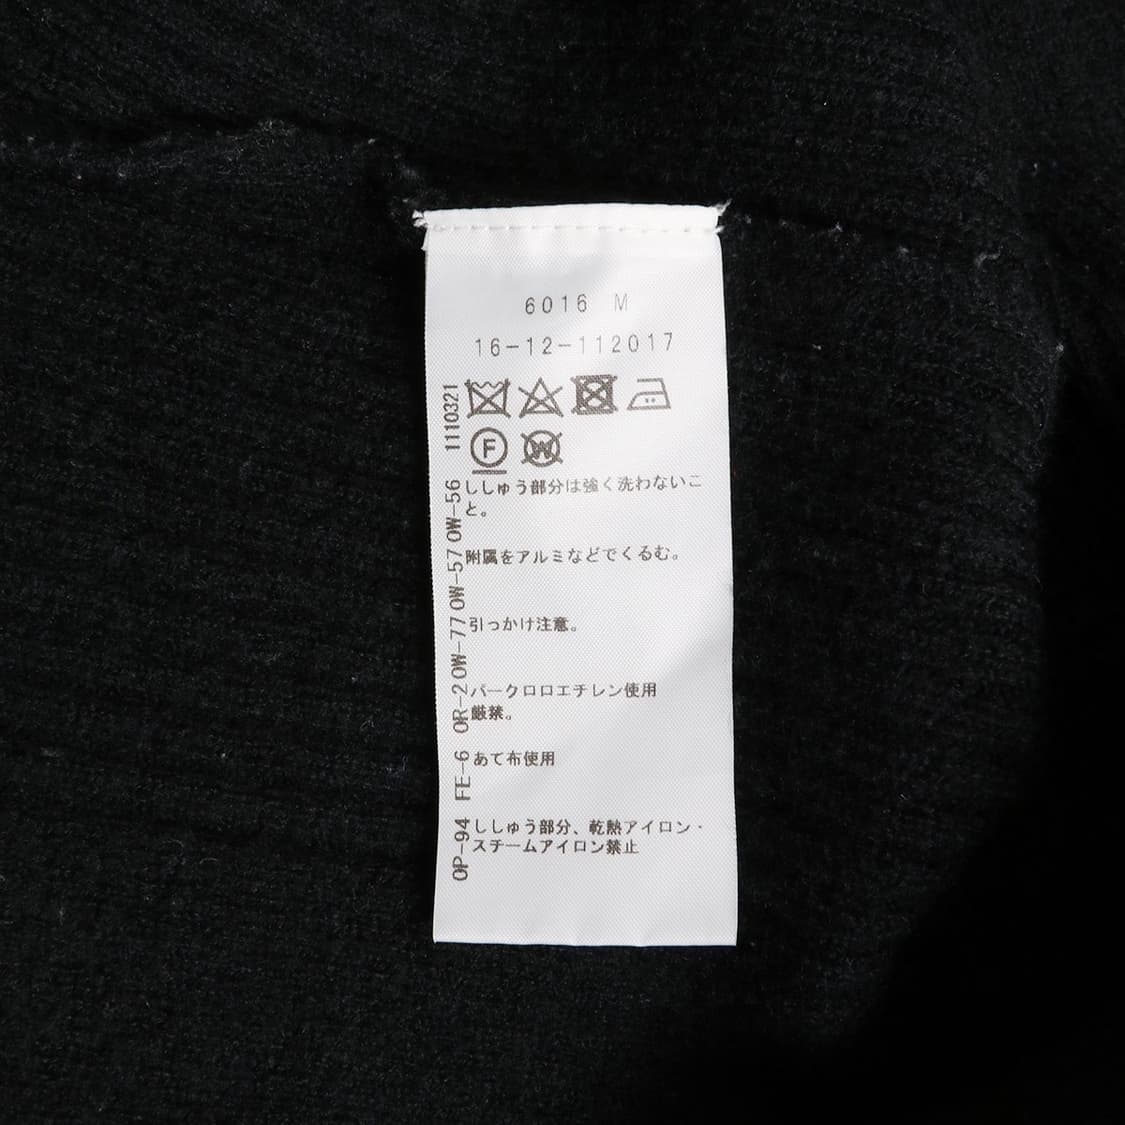 6016 M
16-12-112017
F
W
ししゅう部分は強く洗わないこ
と。
附属をアルミなどでくるむ。
引っかけ注意。
パークロロエチレン使用
厳禁。
あて布使用
ししゅう部分、乾熱アイロン・
スチームアイロン禁止
OP-94 FE-6 OR-2 OW-77 OW-57 OW-56 1110321